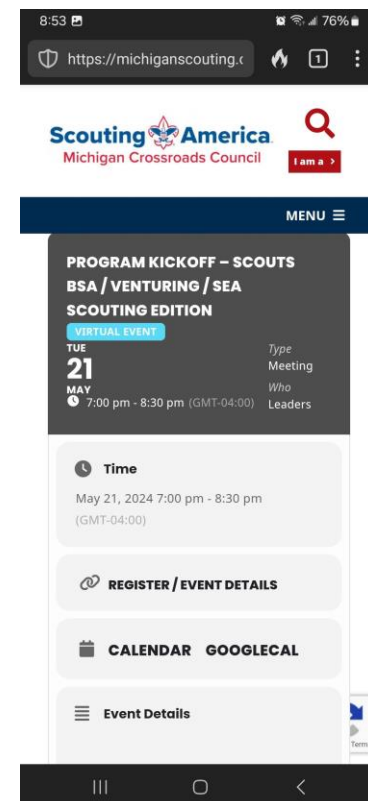 8:53 76%
https://michiganscouting.c 1
Scouting America
Michigan Crossroads Council
I am a >
MENU
PROGRAM KICKOFF – SCOUTS
BSA / VENTURING / SEA
SCOUTING EDITION
VIRTUAL EVENT
TUE
21
MAY
7:00 pm - 8:30 pm (GMT-04:00)
Type
Meeting
Who
Leaders
Time
May 21, 2024 7:00 pm - 8:30 pm
(GMT-04:00)
REGISTER / EVENT DETAILS
CALENDAR GOOGLECAL
Event Details
Term